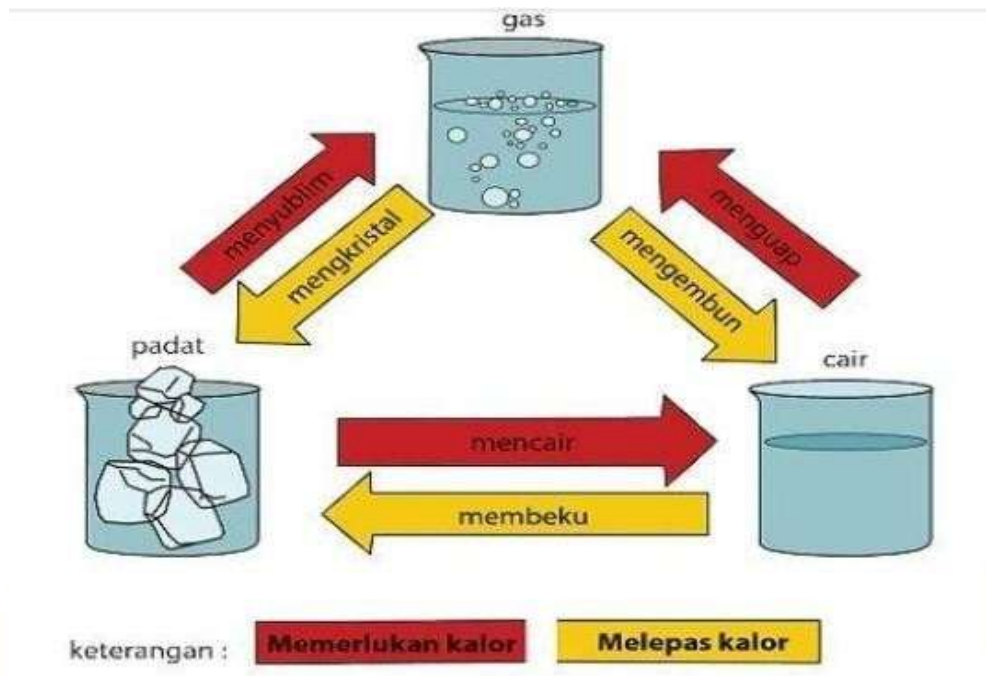 gas
menyublim
mengkristal
menguap
mengembun
padat
cair
mencair
membeku
keterangan :
Memerlukan kalor
Melepas kalor